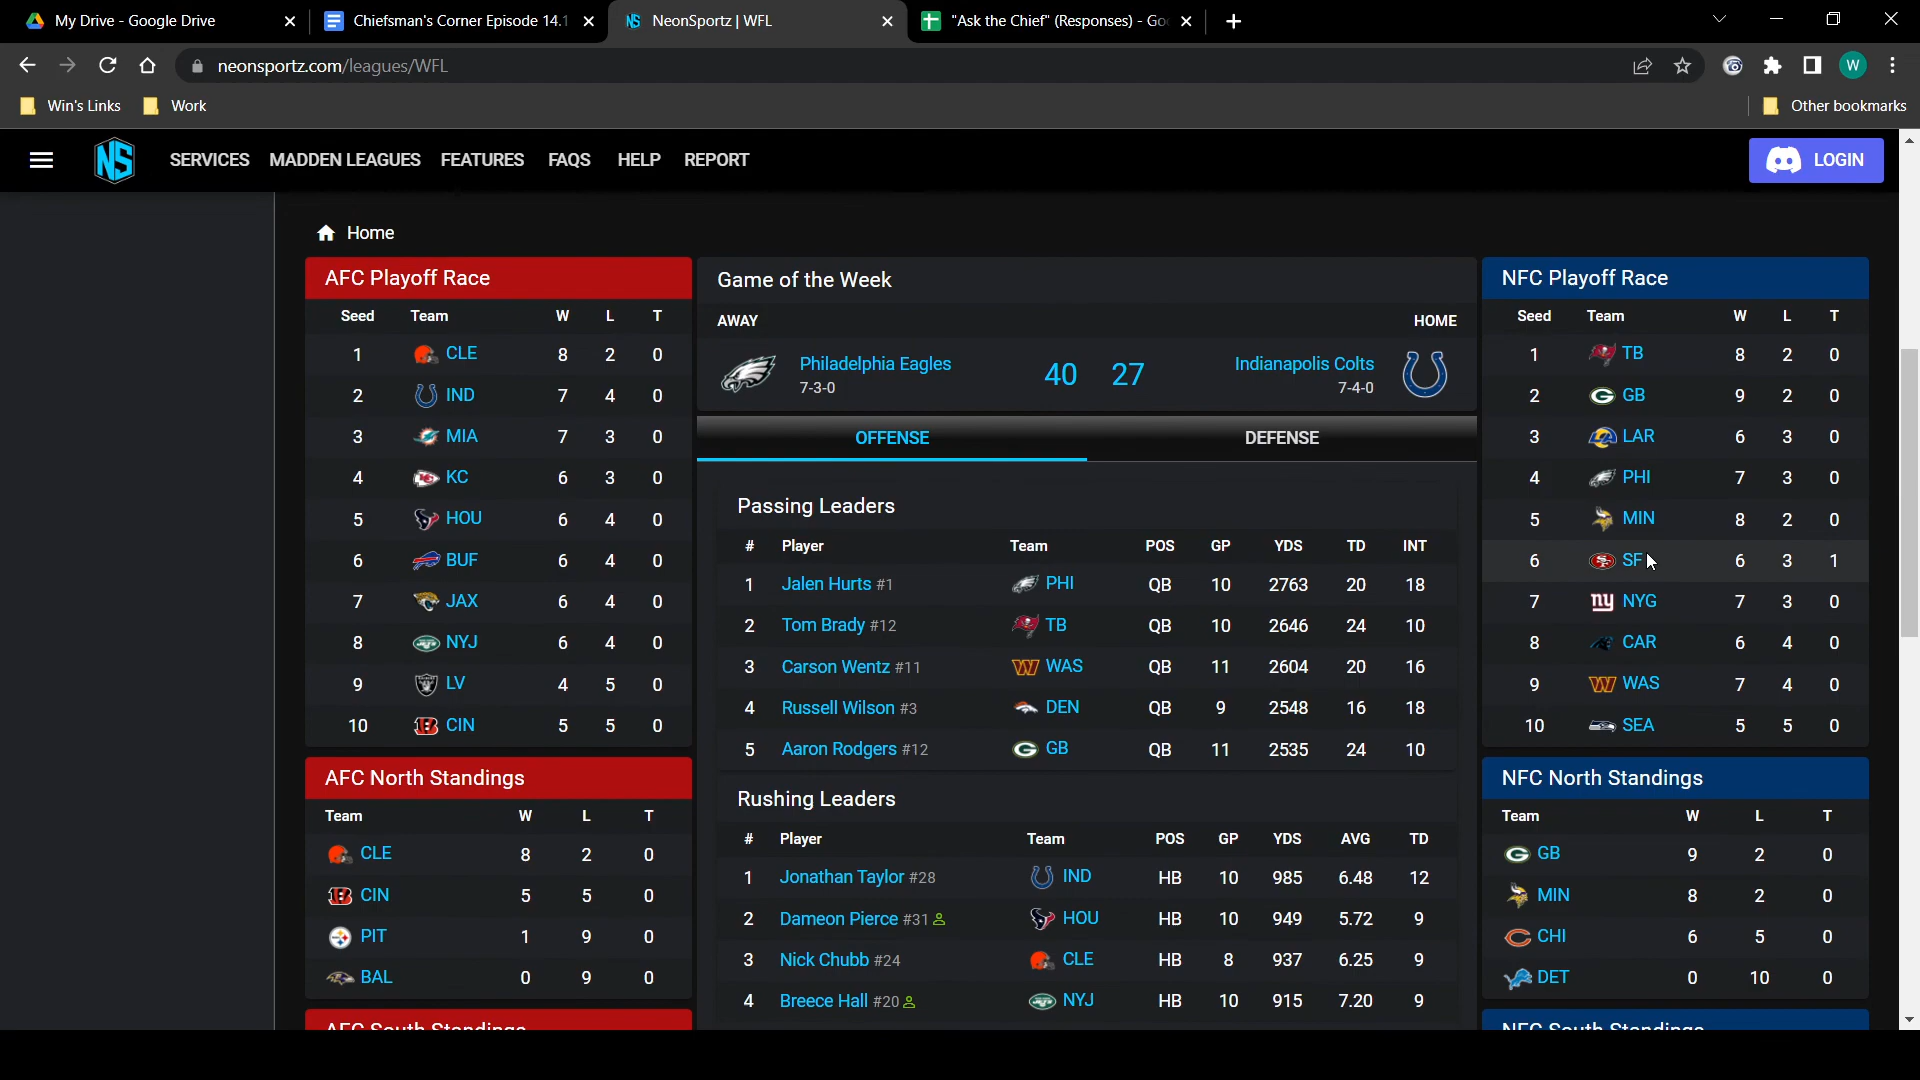 My Drive - Google Drive
Chiefsman's Corner Episode 14.1
NeonSportz | WFL
"Ask the Chief" (Responses) - Go
neonsportz.com/leagues/WFL
W
Win's Links
Work
Other bookmarks
NS
SERVICES
MADDEN LEAGUES
FEATURES
FAQS
HELP
REPORT
LOGIN
Home
AFC Playoff Race
Seed Team W L T
1 CLE 8 2 0
2 IND 7 4 0
3 MIA 7 3 0
4 KC 6 3 0
5 HOU 6 4 0
6 BUF 6 4 0
7 JAX 6 4 0
8 NYJ 6 4 0
9 LV 4 5 0
10 CIN 5 5 0
AFC North Standings
Team W L T
CLE 8 2 0
CIN 5 5 0
PIT 1 9 0
BAL 0 9 0
AFC South Standings
Game of the Week
AWAY HOME
Philadelphia Eagles 40 27 Indianapolis Colts
7-3-0 7-4-0
OFFENSE DEFENSE
Passing Leaders
# Player Team POS GP YDS TD INT
1 Jalen Hurts #1 PHI QB 10 2763 20 18
2 Tom Brady #12 TB QB 10 2646 24 10
3 Carson Wentz #11 WAS QB 11 2604 20 16
4 Russell Wilson #3 DEN QB 9 2548 16 18
5 Aaron Rodgers #12 GB QB 11 2535 24 10
Rushing Leaders
# Player Team POS GP YDS AVG TD
1 Jonathan Taylor #28 IND HB 10 985 6.48 12
2 Dameon Pierce #31 HOU HB 10 949 5.72 9
3 Nick Chubb #24 CLE HB 8 937 6.25 9
4 Breece Hall #20 NYJ HB 10 915 7.20 9
NFC Playoff Race
Seed Team W L T
1 TB 8 2 0
2 GB 9 2 0
3 LAR 6 3 0
4 PHI 7 3 0
5 MIN 8 2 0
6 SF 6 3 1
7 NYG 7 3 0
8 CAR 6 4 0
9 WAS 7 4 0
10 SEA 5 5 0
NFC North Standings
Team W L T
GB 9 2 0
MIN 8 2 0
CHI 6 5 0
DET 0 10 0
NFC South Standings